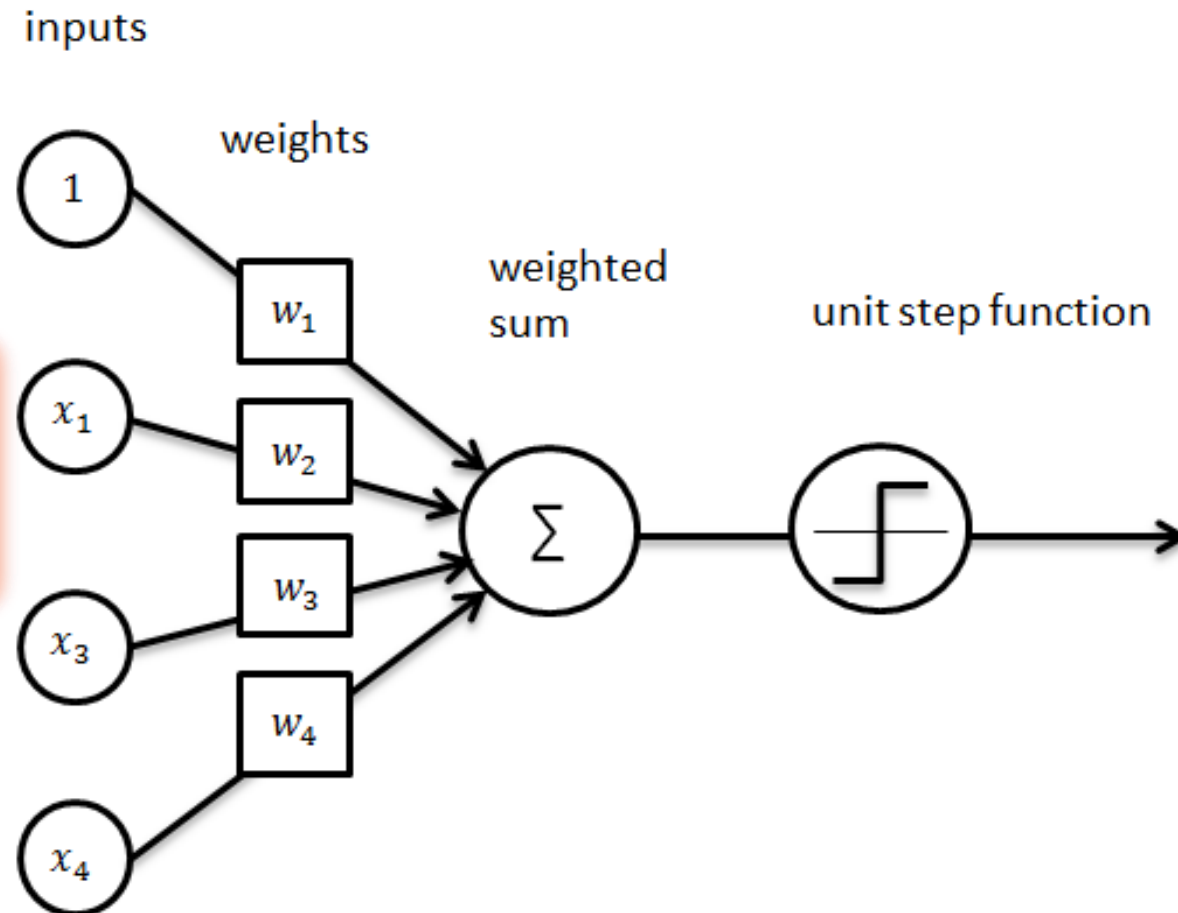 inputs
weights
1
w₁
weighted
sum
unit step function
x₁
w₂
∑
x₃
w₃
x₄
w₄